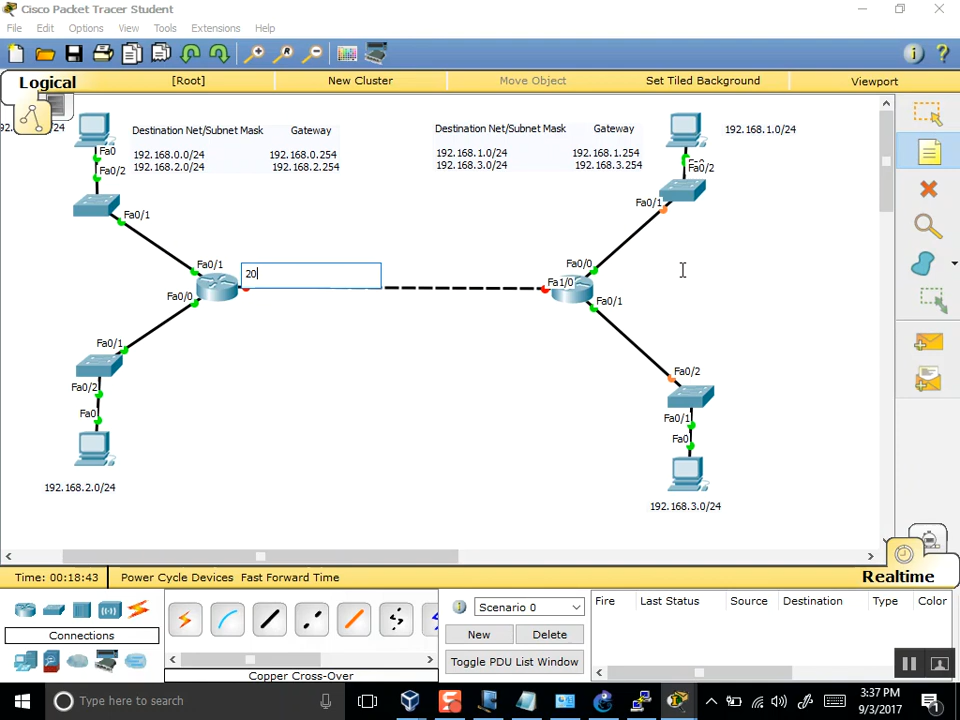 Cisco Packet Tracer Student
File Edit Options View Tools Extensions Help
Logical [Root] New Cluster Move Object Set Tiled Background Viewport
/24
Destination Net/Subnet Mask Gateway
192.168.0.0/24 192.168.0.254
192.168.2.0/24 192.168.2.254
Destination Net/Subnet Mask Gateway
192.168.1.0/24 192.168.1.254
192.168.3.0/24 192.168.3.254
192.168.1.0/24
Fa0
Fa0/2
Fa0/1
Fa0/2
Fa0/1
Fa0/1
20
Fa0/0
Fa0/0
Fa1/0
Fa0/1
Fa0/1
Fa0/2
Fa0
192.168.2.0/24
Fa0/2
Fa0/1
Fa0
192.168.3.0/24
Time: 00:18:43 Power Cycle Devices Fast Forward Time
Realtime
Connections
Copper Cross-Over
Scenario 0
New Delete
Toggle PDU List Window
Fire Last Status Source Destination Type Color
Type here to search
3:37 PM
9/3/2017
1